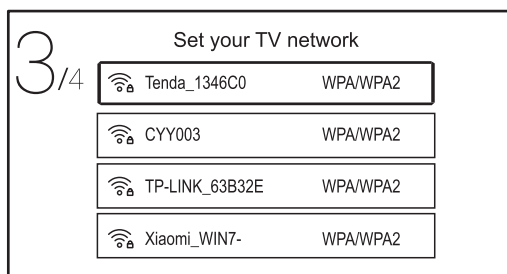 Set your TV network
3/4
Tenda_1346C0 WPA/WPA2
CYY003 WPA/WPA2
TP-LINK_63B32E WPA/WPA2
Xiaomi_WIN7- WPA/WPA2